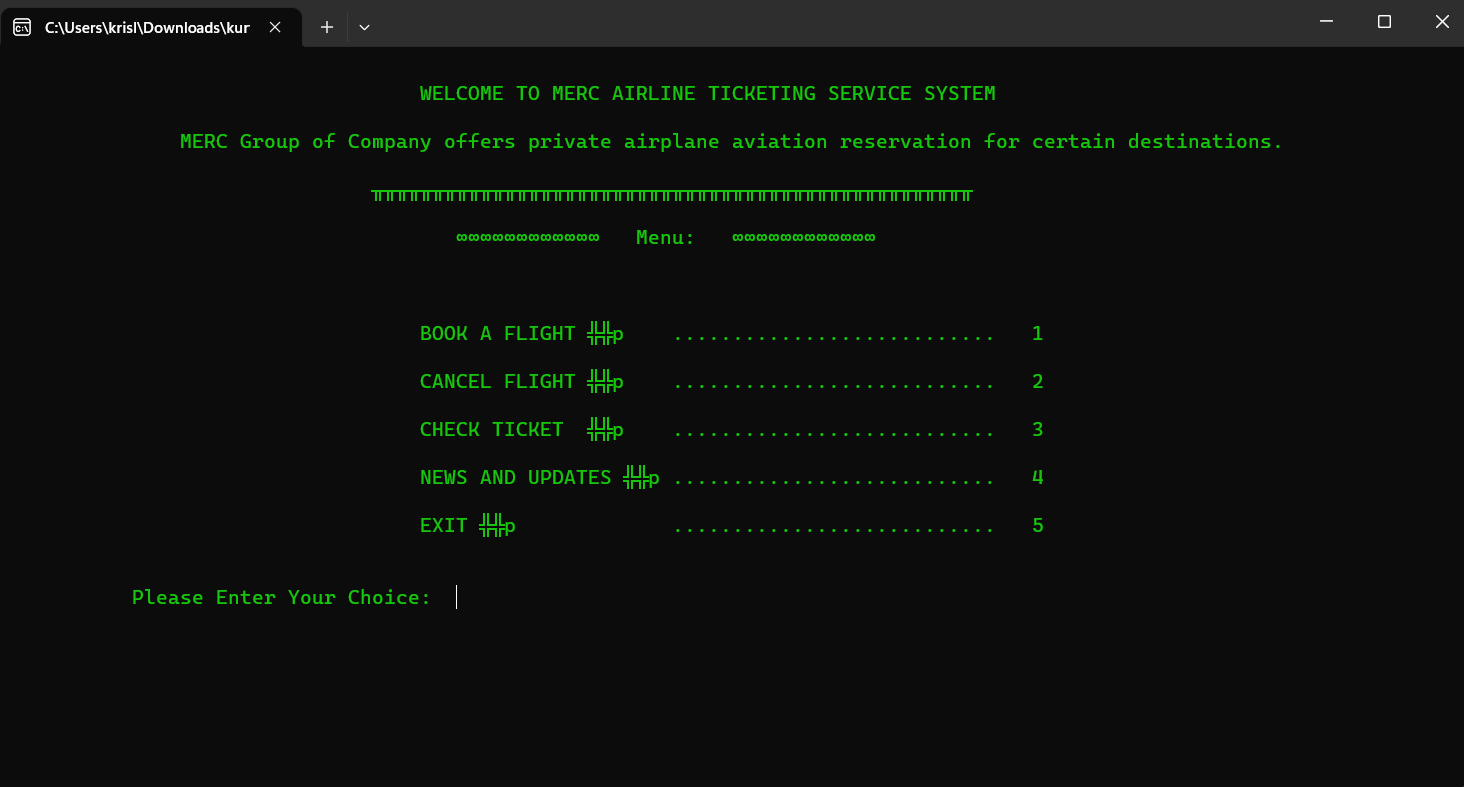 C:\Users\krisl\Downloads\kur
WELCOME TO MERC AIRLINE TICKETING SERVICE SYSTEM
MERC Group of Company offers private airplane aviation reservation for certain destinations.
╥╥╥╥╥╥╥╥╥╥╥╥╥╥╥╥╥╥╥╥╥╥╥╥╥╥╥╥╥╥╥╥╥╥╥╥╥╥╥╥╥╥╥╥╥╥╥╥╥╥
∞∞∞∞∞∞∞∞∞∞∞∞ Menu: ∞∞∞∞∞∞∞∞∞∞∞∞
BOOK A FLIGHT ╬╬p ........................... 1
CANCEL FLIGHT ╬╬p ........................... 2
CHECK TICKET ╬╬p ........................... 3
NEWS AND UPDATES ╬╬p ........................... 4
EXIT ╬╬p ........................... 5
Please Enter Your Choice: